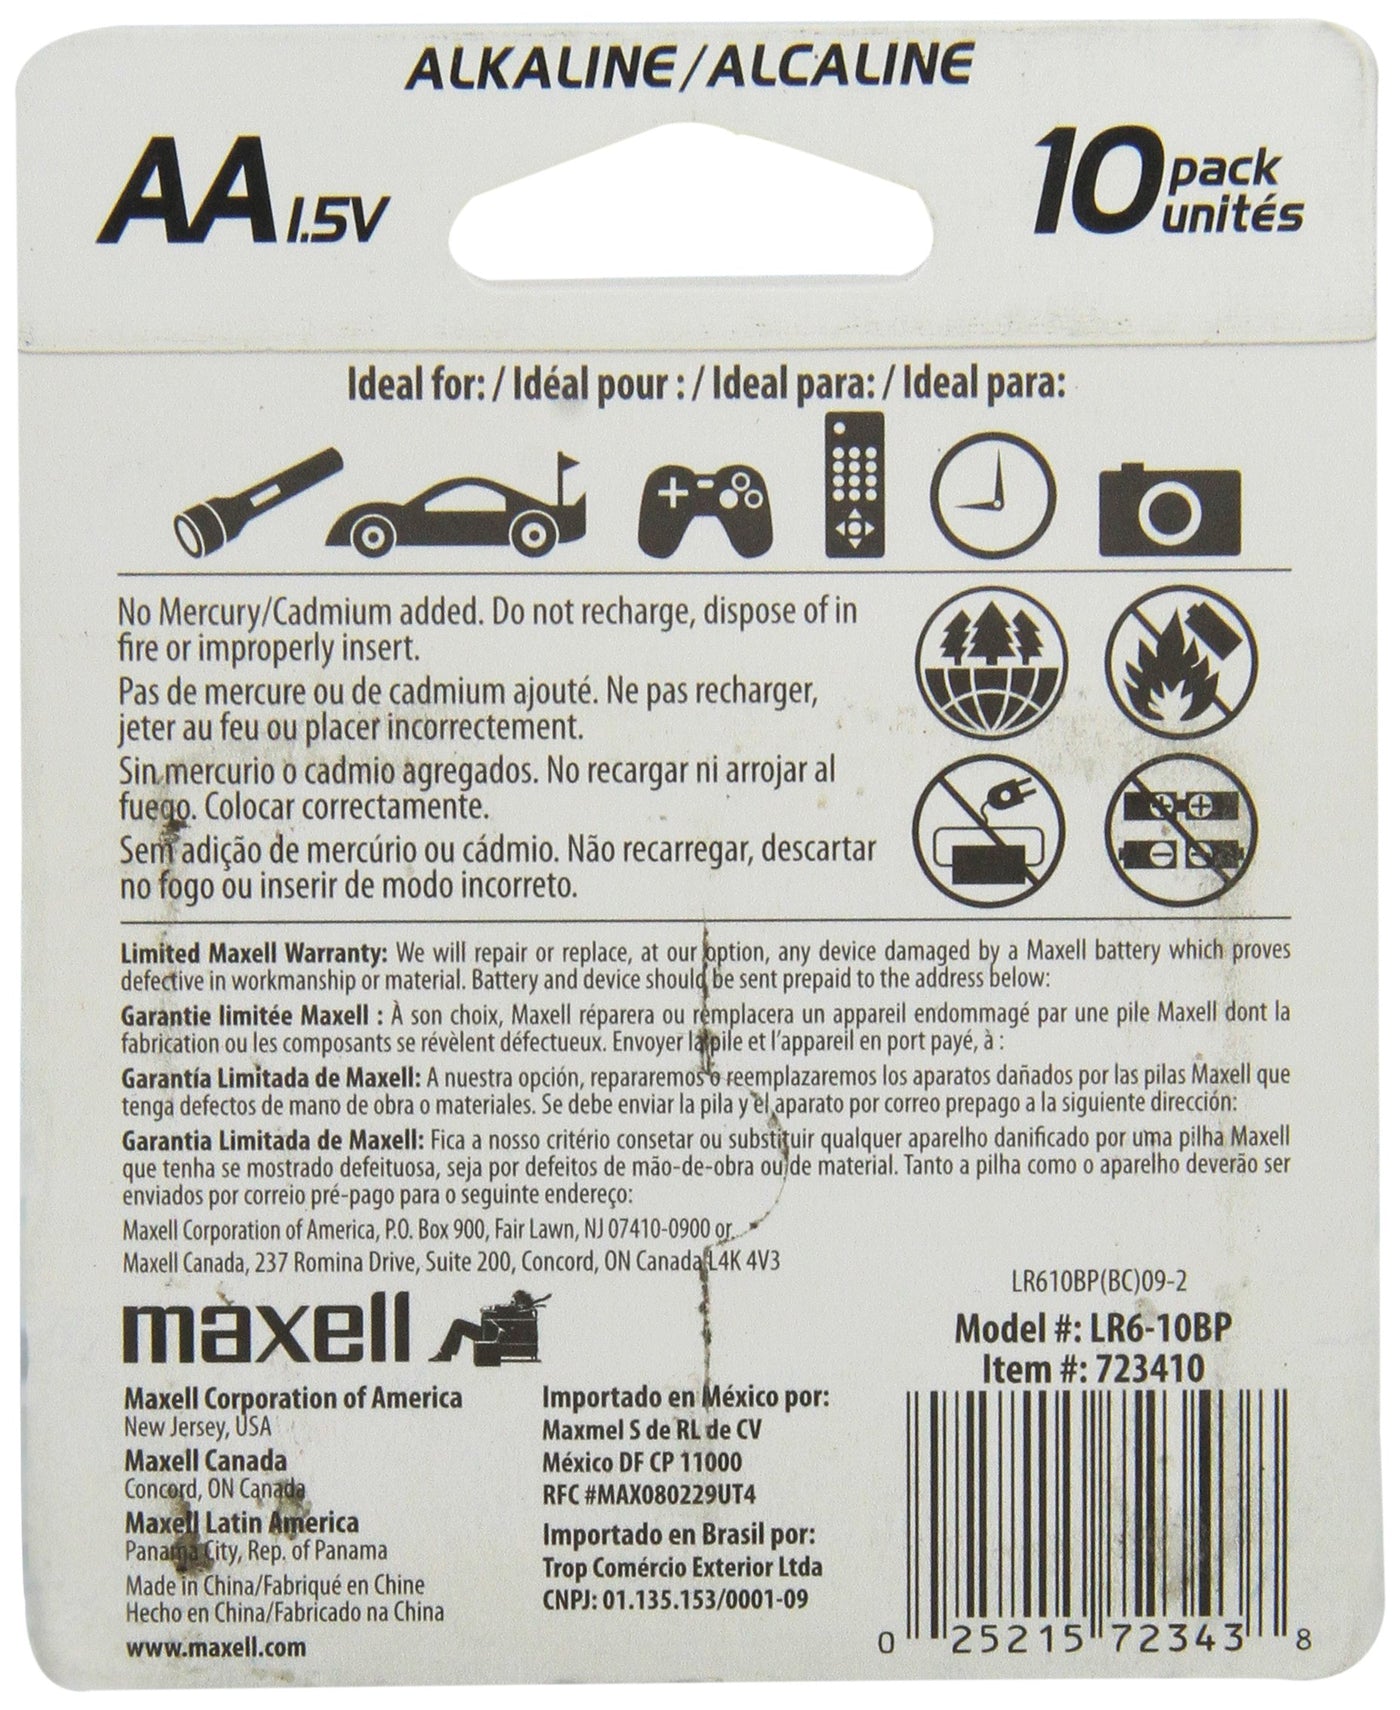 ALKALINE/ALCALINE
AA 1.5V
10 pack
unités
Ideal for: / Idéal pour : / Ideal para: / Ideal para:
No Mercury/Cadmium added. Do not recharge, dispose of in
fire or improperly insert.
Pas de mercure ou de cadmium ajouté. Ne pas recharger,
jeter au feu ou placer incorrectement.
Sin mercurio o cadmio agregados. No recargar ni arrojar al
fuego. Colocar correctamente.
Sem adição de mercúrio ou cádmio. Não recarregar, descartar
no fogo ou inserir de modo incorreto.
Limited Maxell Warranty: We will repair or replace, at our option, any device damaged by a Maxell battery which proves
defective in workmanship or material. Battery and device should be sent prepaid to the address below:
Garantie limitée Maxell : À son choix, Maxell réparera ou remplacera un appareil endommagé par une pile Maxell dont la
fabrication ou les composants se révèlent défectueux. Envoyer la pile et l'appareil en port payé, à :
Garantía Limitada de Maxell: A nuestra opción, repararemos o reemplazaremos los aparatos dañados por las pilas Maxell que
tenga defectos de mano de obra o materiales. Se debe enviar la pila y el aparato por correo prepago a la siguiente dirección:
Garantia Limitada de Maxell: Fica a nosso critério consetar ou substituir qualquer aparelho danificado por uma pilha Maxell
que tenha se mostrado defeituosa, seja por defeitos de mão-de-obra ou de material. Tanto a pilha como o aparelho deverão ser
enviados por correio pré-pago para o seguinte endereço:
Maxell Corporation of America, P.O. Box 900, Fair Lawn, NJ 07410-0900 or
Maxell Canada, 237 Romina Drive, Suite 200, Concord, ON Canada L4K 4V3
maxell
Maxell Corporation of America
New Jersey, USA
Maxell Canada
Concord, ON Canada
Maxell Latin America
Panama City, Rep. of Panama
Made in China/Fabriqué en Chine
Hecho en China/Fabricado na China
www.maxell.com
Importado en México por:
Maxmel S de RL de CV
México DF CP 11000
RFC #MAX080229UT4
Importado en Brasil por:
Trop Comércio Exterior Ltda
CNPJ: 01.135.153/0001-09
LR610BP(BC)09-2
Model #: LR6-10BP
Item #: 723410
0 25215 72343 8